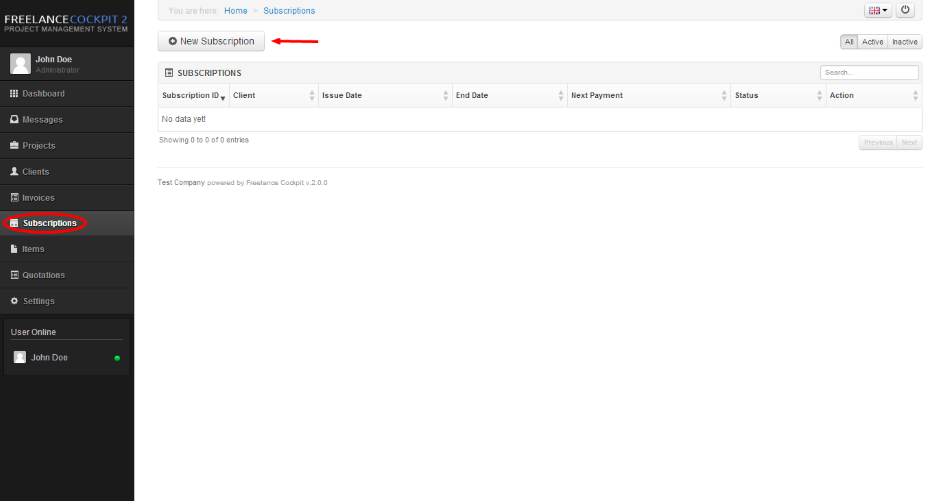 FREELANCECOCKPIT 2
PROJECT MANAGEMENT SYSTEM
John Doe
Administrator
Dashboard
Messages
Projects
Clients
Invoices
Subscriptions
Items
Quotations
Settings
User Online
John Doe
You are here: Home » Subscriptions
New Subscription
All Active Inactive
SUBSCRIPTIONS
Search...
Subscription ID Client Issue Date End Date Next Payment Status Action
No data yet!
Showing 0 to 0 of 0 entries
Previous Next
Test Company powered by Freelance Cockpit v.2.0.0